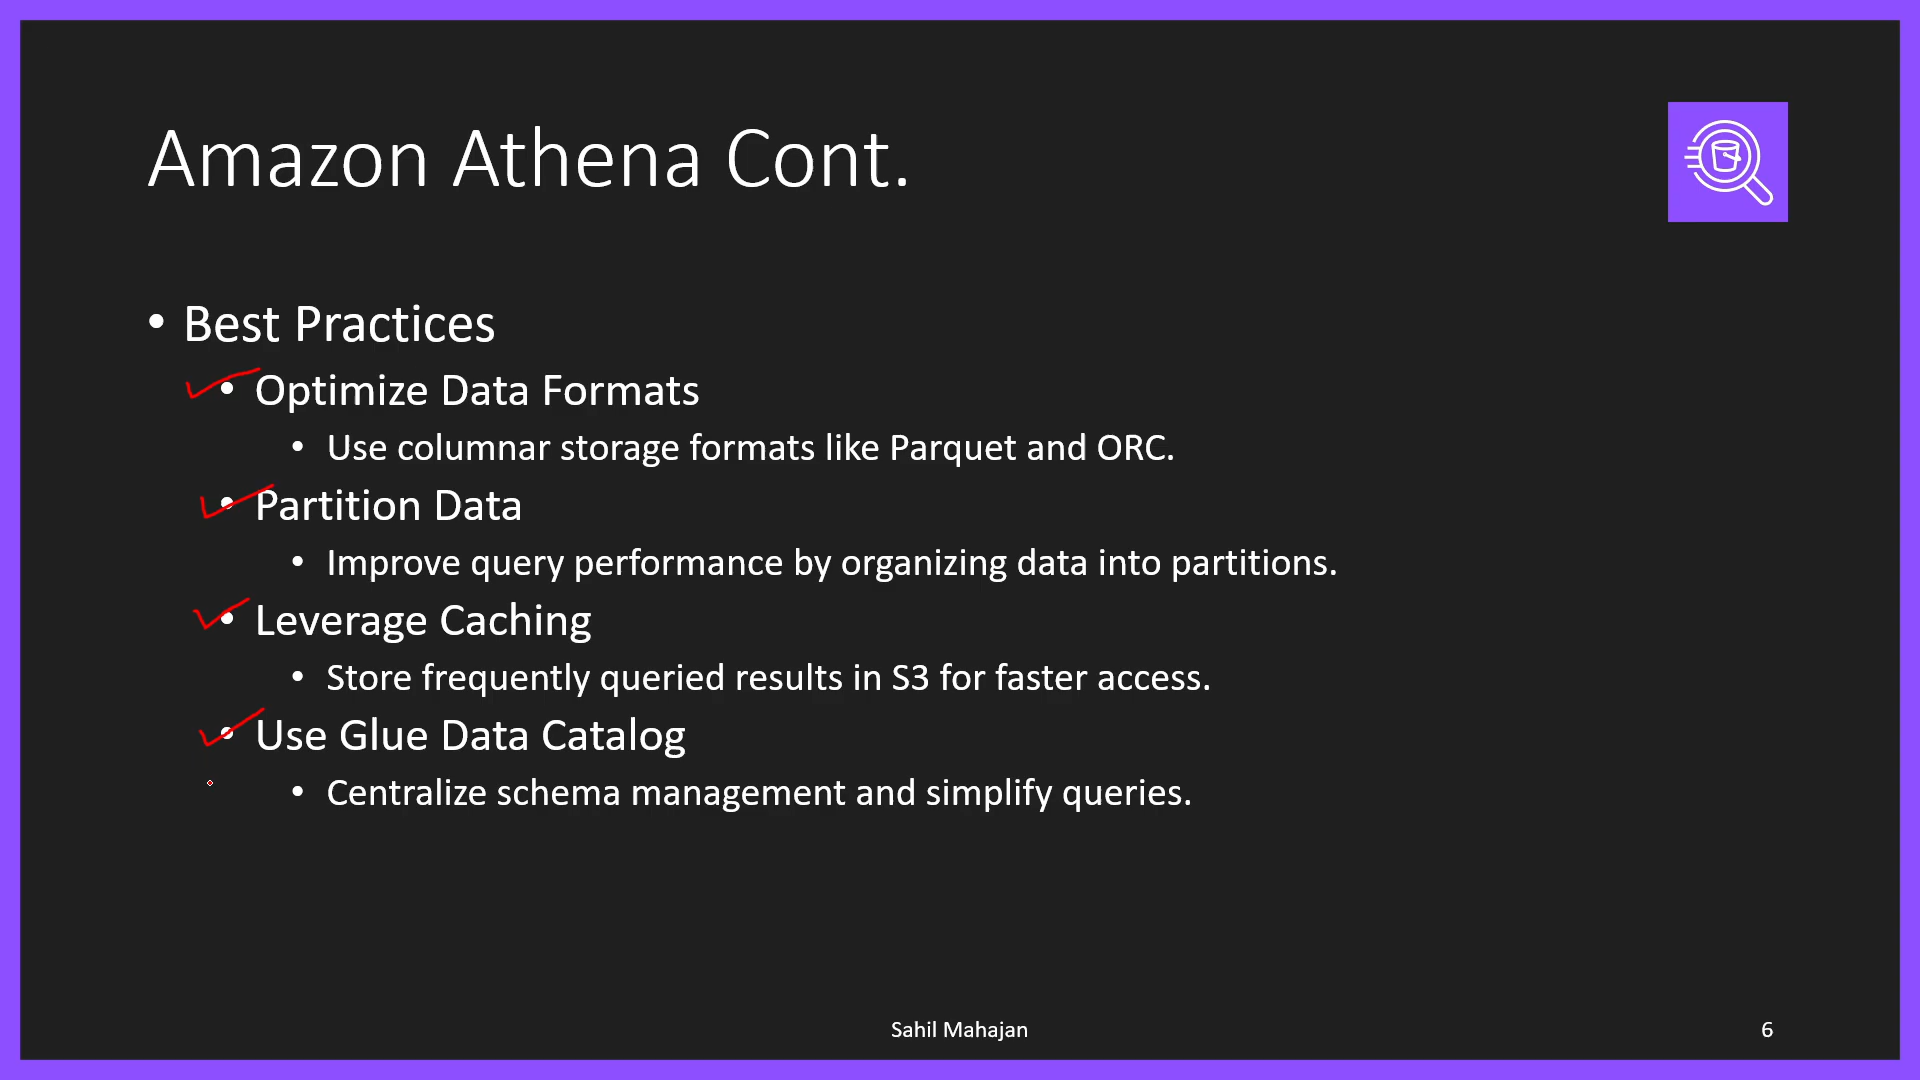 Amazon Athena Cont.
• Best Practices
• Optimize Data Formats
• Use columnar storage formats like Parquet and ORC.
• Partition Data
• Improve query performance by organizing data into partitions.
• Leverage Caching
• Store frequently queried results in S3 for faster access.
• Use Glue Data Catalog
• Centralize schema management and simplify queries.
Sahil Mahajan
6